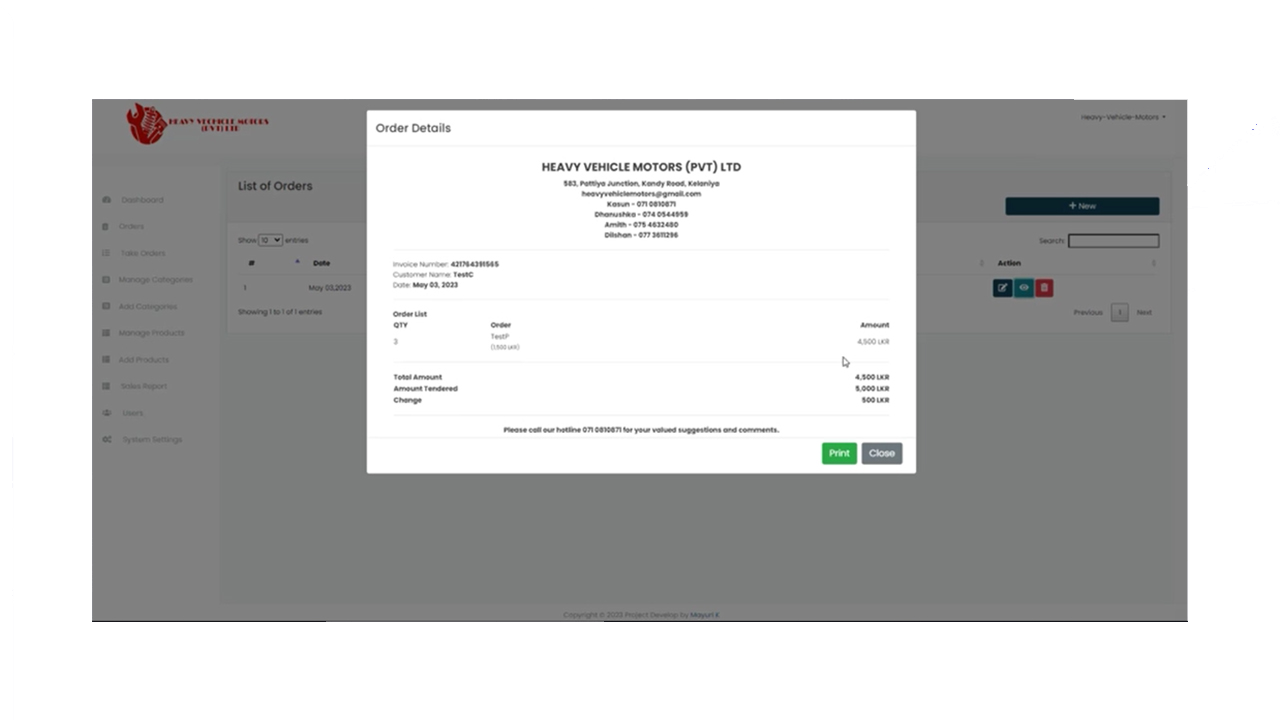 HEAVY VECHICLE MOTORS
(PVT) LTD
Heavy-Vehicle-Motors
Order Details
HEAVY VEHICLE MOTORS (PVT) LTD
583, Pattiya Junction, Kandy Road, Kelaniya
heavyvehiclemotors@gmail.com
Kasun - 071 0810871
Dhanushka - 074 0544959
Amith - 075 4632480
Dilshan - 077 3611296
Invoice Number: 421764391565
Customer Name: TestC
Date: May 03, 2023
Order List
QTY Order Amount
3 TestP 4,500 LKR
(1,500 LKR)
Total Amount 4,500 LKR
Amount Tendered 5,000 LKR
Change 500 LKR
Please call our hotline 071 0810871 for your valued suggestions and comments.
Print Close
List of Orders
+ New
Show 10 entries
Search:
# Date Action
1 May 03,2023
Showing 1 to 1 of 1 entries
Previous 1 Next
Dashboard
Orders
Take Orders
Manage Categories
Add Categories
Manage Products
Add Products
Sales Report
Users
System Settings
Copyright © 2023 Project Develop by Mayuri.K